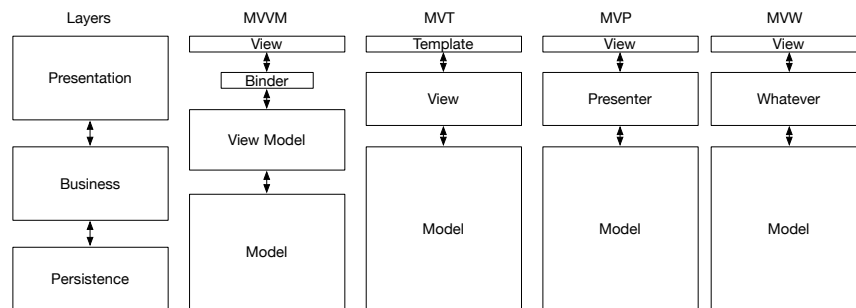 Layers
MVVM
MVT
MVP
MVW
Presentation
Business
Persistence
View
Binder
View Model
Model
Template
View
Model
View
Presenter
Model
View
Whatever
Model